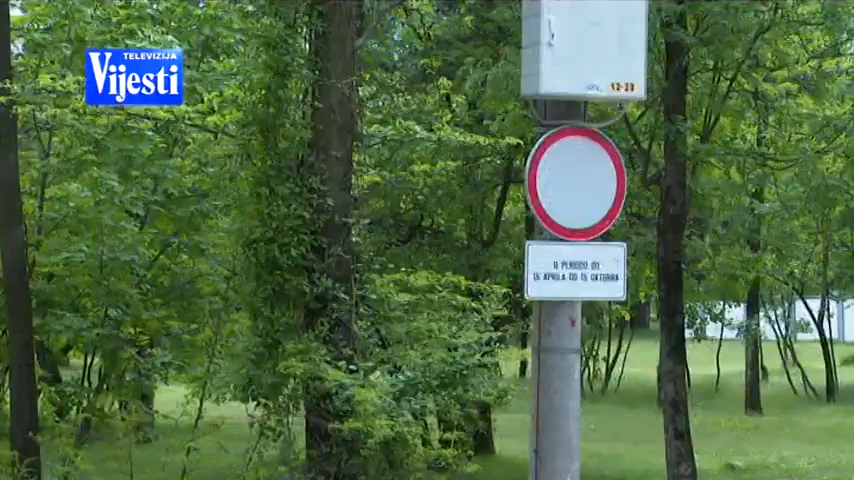 TELEVIZIJA
Vijesti
U PERIODU OD
15 APRILA DO 15 OKTOBRA